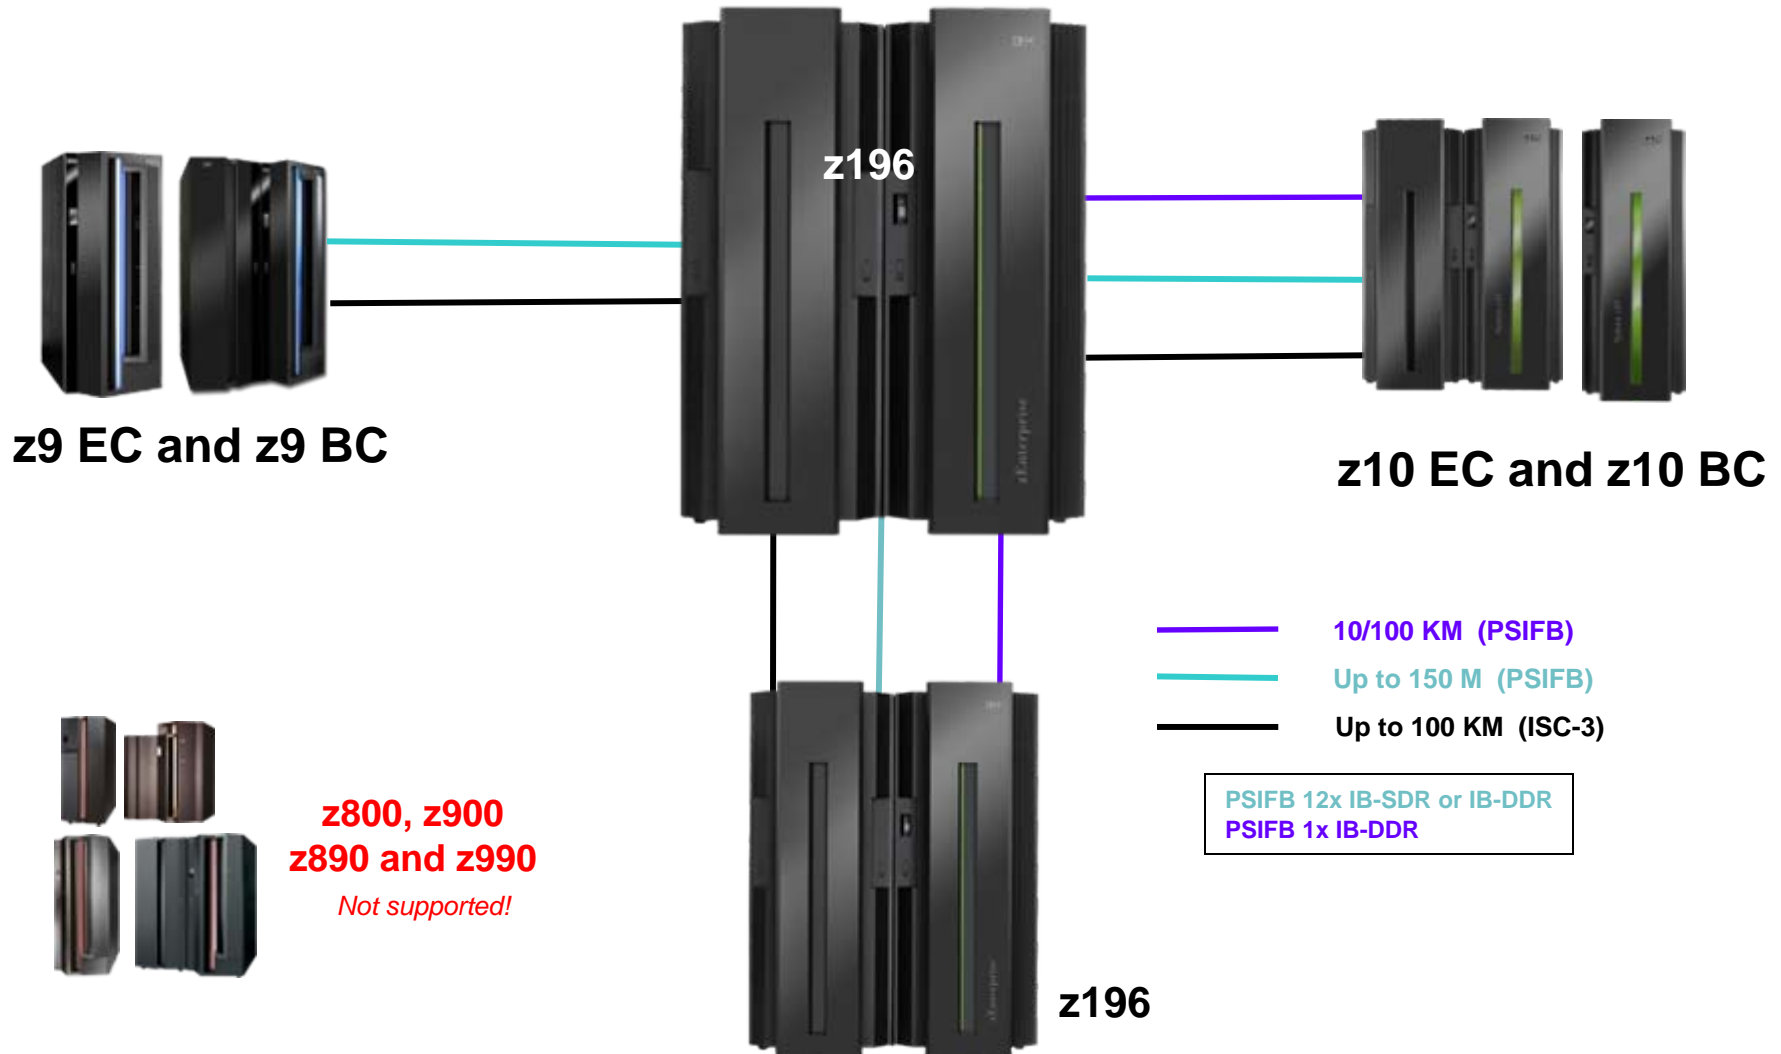 z196
z9 EC and z9 BC
z10 EC and z10 BC
zEnterprise
10/100 KM (PSIFB)
Up to 150 M (PSIFB)
Up to 100 KM (ISC-3)
PSIFB 12x IB-SDR or IB-DDR
PSIFB 1x IB-DDR
z800, z900
z890 and z990
Not supported!
zEnterprise
z196